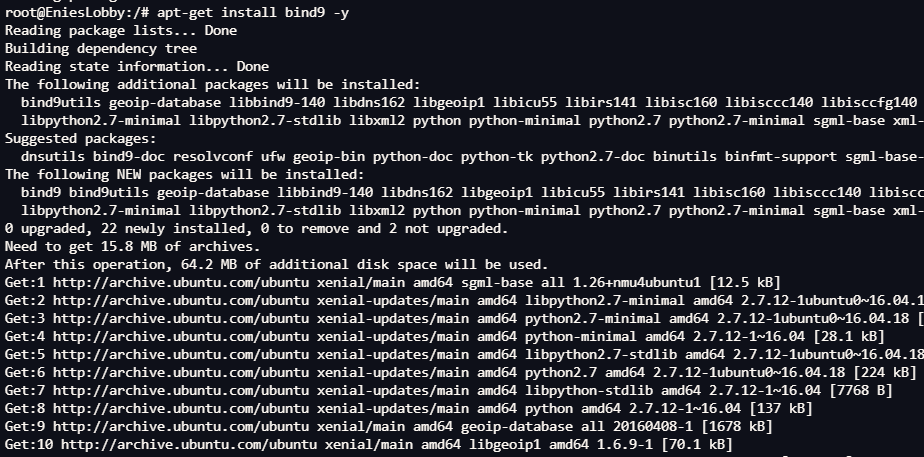 root@EniesLobby:/# apt-get install bind9 -y
Reading package lists... Done
Building dependency tree
Reading state information... Done
The following additional packages will be installed:
  bind9utils geoip-database libbind9-140 libdns162 libgeoip1 libicu55 libirs141 libisc160 libisccc140 libisccfg140
  libpython2.7-minimal libpython2.7-stdlib libxml2 python python-minimal python2.7 python2.7-minimal sgml-base xml-
Suggested packages:
  dnsutils bind9-doc resolvconf ufw geoip-bin python-doc python-tk python2.7-doc binutils binfmt-support sgml-base-
The following NEW packages will be installed:
  bind9 bind9utils geoip-database libbind9-140 libdns162 libgeoip1 libicu55 libirs141 libisc160 libisccc140 libiscc
  libpython2.7-minimal libpython2.7-stdlib libxml2 python python-minimal python2.7 python2.7-minimal sgml-base xml-
0 upgraded, 22 newly installed, 0 to remove and 2 not upgraded.
Need to get 15.8 MB of archives.
After this operation, 64.2 MB of additional disk space will be used.
Get:1 http://archive.ubuntu.com/ubuntu xenial/main amd64 sgml-base all 1.26+nmu4ubuntu1 [12.5 kB]
Get:2 http://archive.ubuntu.com/ubuntu xenial-updates/main amd64 libpython2.7-minimal amd64 2.7.12-1ubuntu0~16.04.1
Get:3 http://archive.ubuntu.com/ubuntu xenial-updates/main amd64 python2.7-minimal amd64 2.7.12-1ubuntu0~16.04.18 [
Get:4 http://archive.ubuntu.com/ubuntu xenial-updates/main amd64 python-minimal amd64 2.7.12-1~16.04 [28.1 kB]
Get:5 http://archive.ubuntu.com/ubuntu xenial-updates/main amd64 libpython2.7-stdlib amd64 2.7.12-1ubuntu0~16.04.18
Get:6 http://archive.ubuntu.com/ubuntu xenial-updates/main amd64 python2.7 amd64 2.7.12-1ubuntu0~16.04.18 [224 kB]
Get:7 http://archive.ubuntu.com/ubuntu xenial-updates/main amd64 libpython-stdlib amd64 2.7.12-1~16.04 [7768 B]
Get:8 http://archive.ubuntu.com/ubuntu xenial-updates/main amd64 python amd64 2.7.12-1~16.04 [137 kB]
Get:9 http://archive.ubuntu.com/ubuntu xenial/main amd64 geoip-database all 20160408-1 [1678 kB]
Get:10 http://archive.ubuntu.com/ubuntu xenial/main amd64 libgeoip1 amd64 1.6.9-1 [70.1 kB]